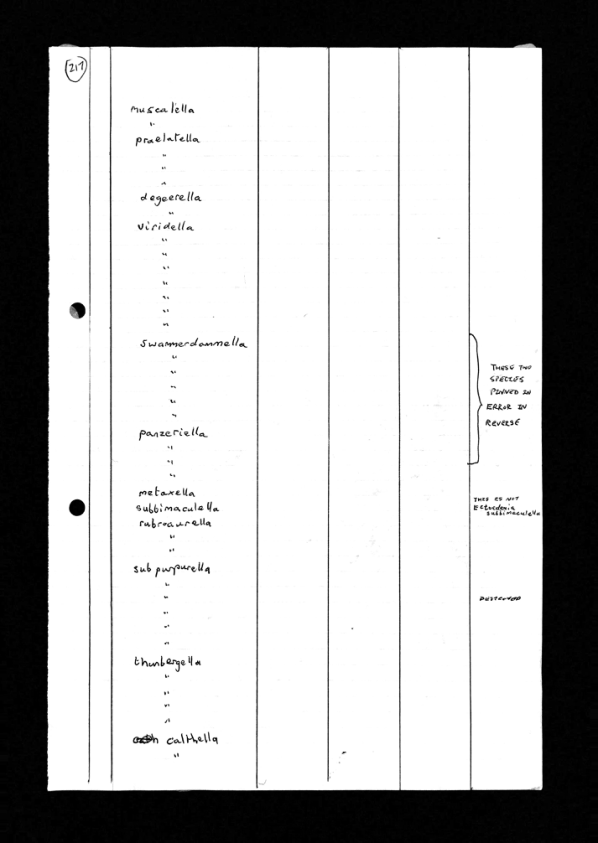 217
muscalella
"
praelatella
"
"
"
degeerella
"
viridella
"
"
"
"
"
"
"
swammerdammella
"
"
"
"
"
THESE TWO
SPECIES
PINNED IN
ERROR IN
REVERSE
panzeriella
"
"
"
metaxella
THIS IS NOT
subbimaculella
Ectoedemia
subbimaculella
rubroaurella
"
"
subpurpurella
"
"
DESTROYED
"
"
"
thunbergella
"
"
"
"
calthella
"